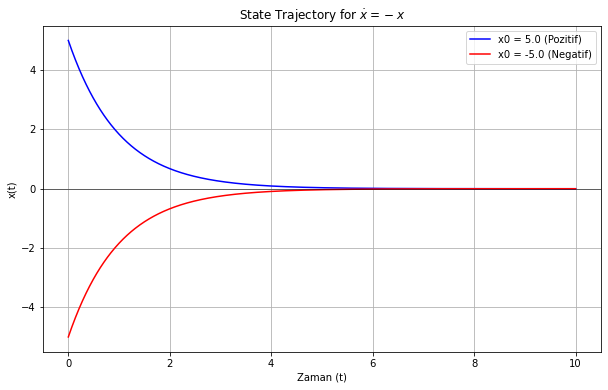 State Trajectory for ẋ = − x
x0 = 5.0 (Pozitif)
x0 = -5.0 (Negatif)
x(t)
4
2
0
−2
−4
0 2 4 6 8 10
Zaman (t)